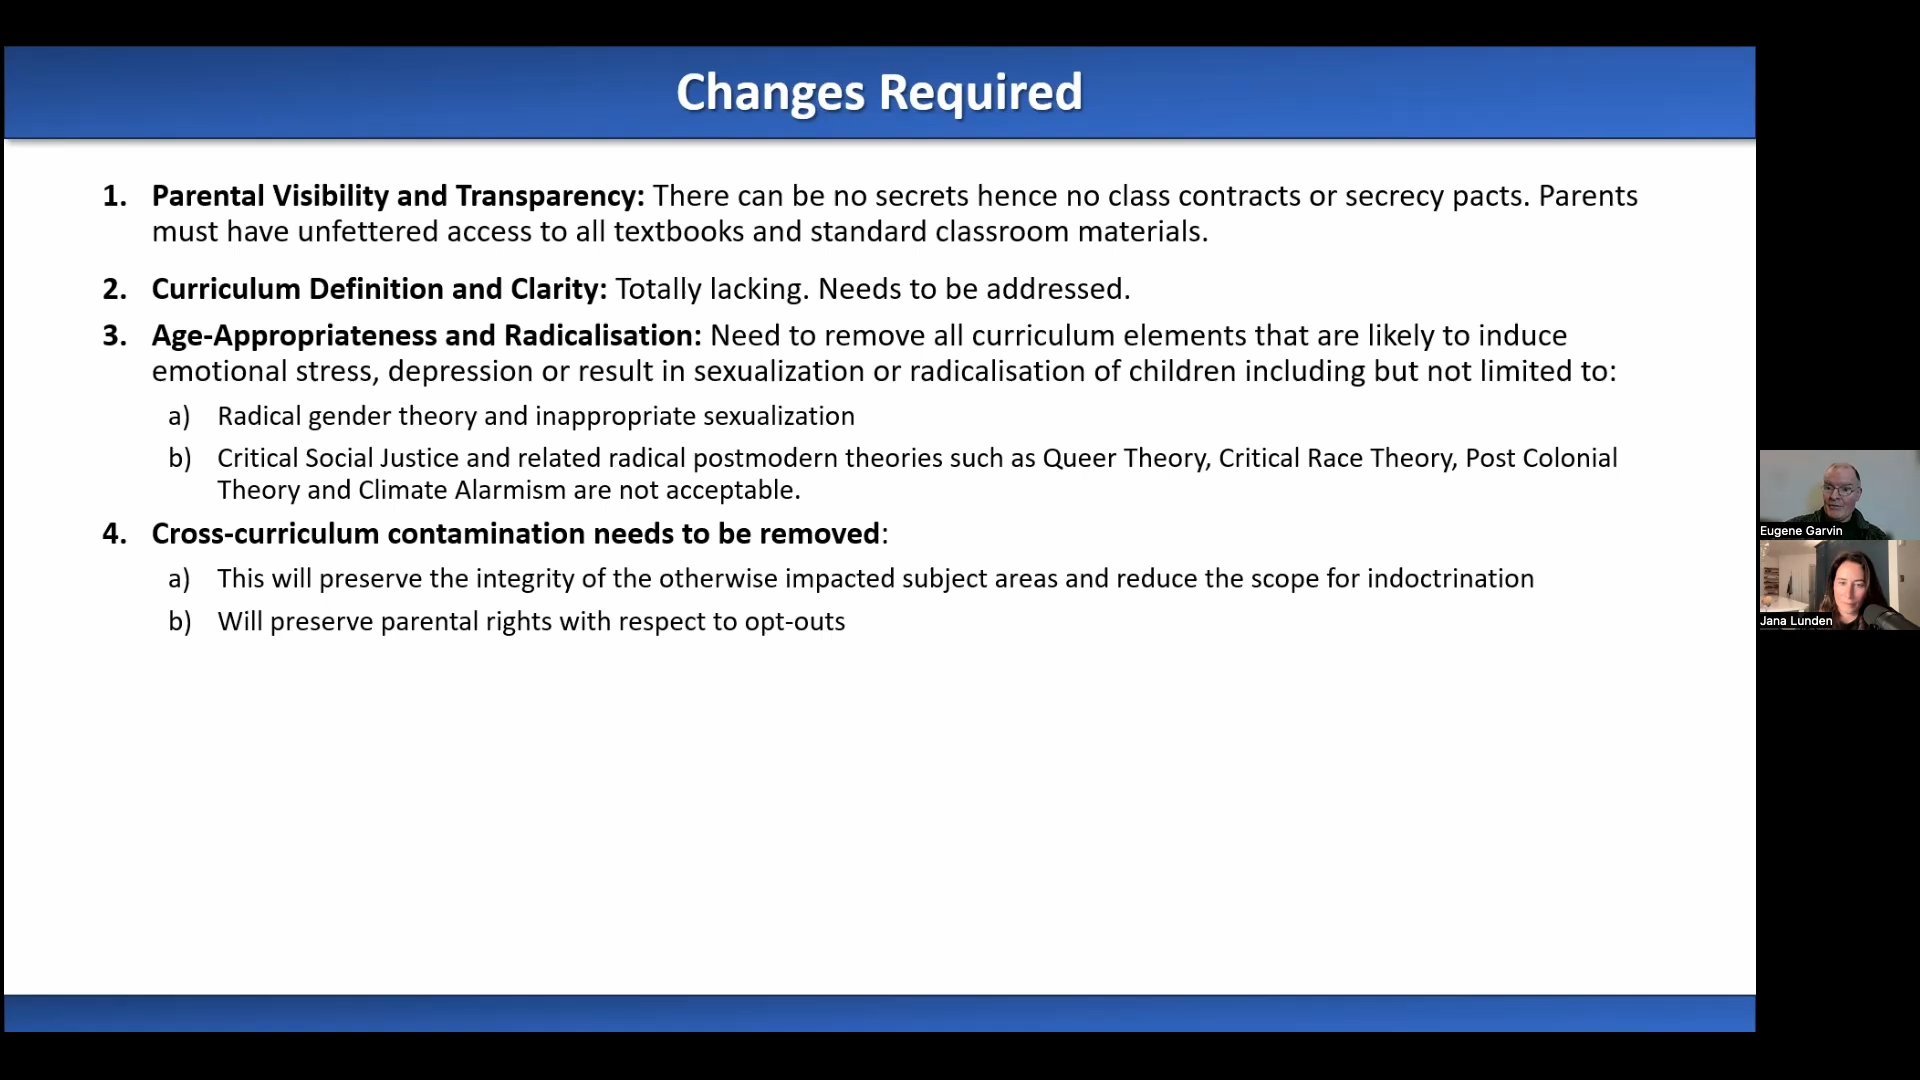 Changes Required
1. Parental Visibility and Transparency: There can be no secrets hence no class contracts or secrecy pacts. Parents
must have unfettered access to all textbooks and standard classroom materials.
2. Curriculum Definition and Clarity: Totally lacking. Needs to be addressed.
3. Age-Appropriateness and Radicalisation: Need to remove all curriculum elements that are likely to induce
emotional stress, depression or result in sexualization or radicalisation of children including but not limited to:
a) Radical gender theory and inappropriate sexualization
b) Critical Social Justice and related radical postmodern theories such as Queer Theory, Critical Race Theory, Post Colonial
Theory and Climate Alarmism are not acceptable.
4. Cross-curriculum contamination needs to be removed:
a) This will preserve the integrity of the otherwise impacted subject areas and reduce the scope for indoctrination
b) Will preserve parental rights with respect to opt-outs
Eugene Garvin
Jana Lunden